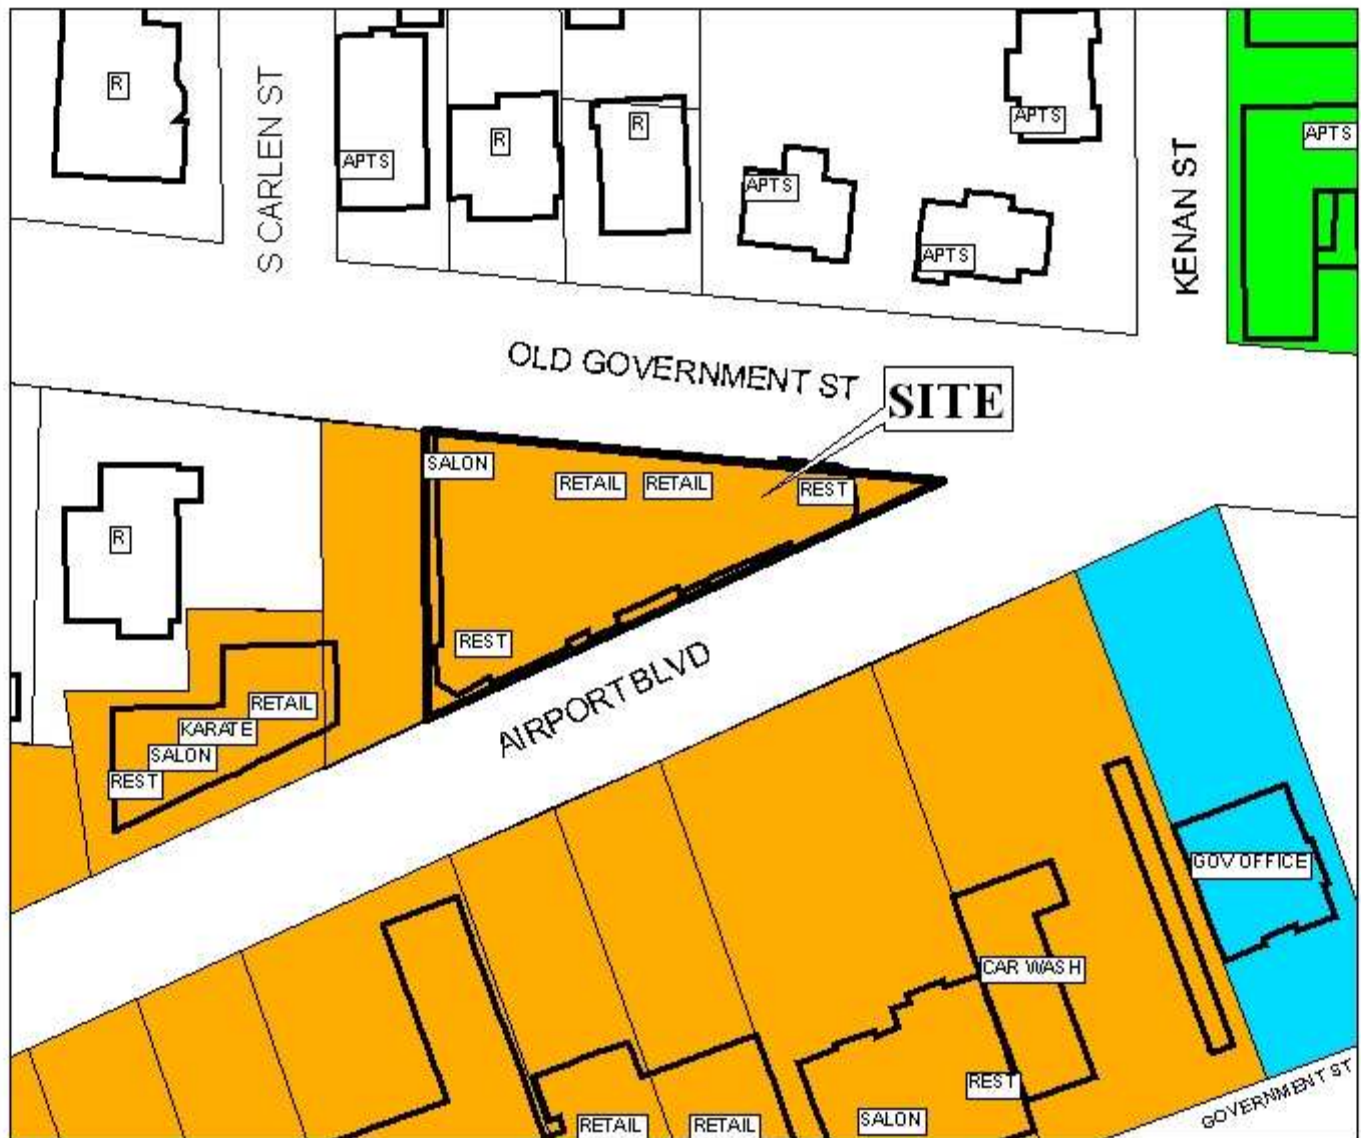 R
S CARLEN ST
APTS
R
R
APTS
APTS
APTS
KENAN ST
APTS
OLD GOVERNMENT ST
SITE
SALON
RETAIL
RETAIL
REST
R
REST
AIRPORT BLVD
RETAIL
KARATE
SALON
REST
GOV OFFICE
CAR WASH
REST
SALON
RETAIL
RETAIL
GOVERNMENT ST